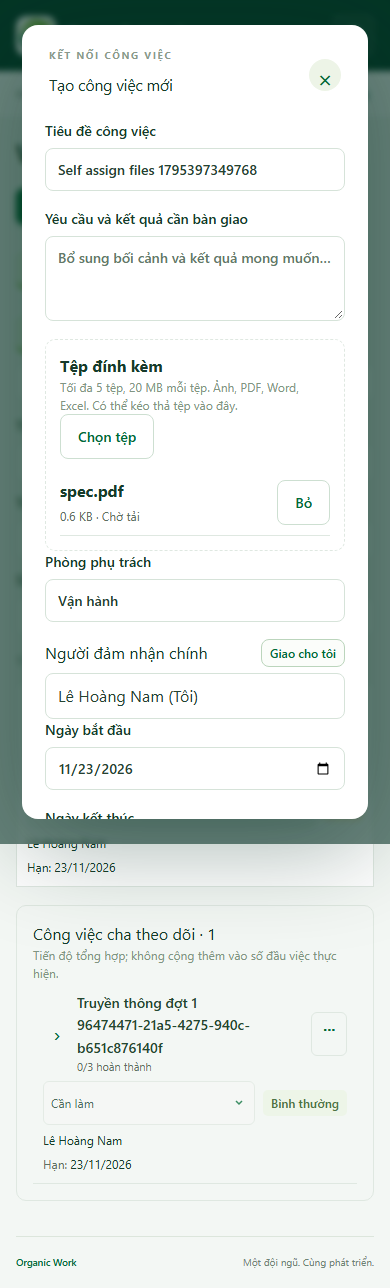 KẾT NỐI CÔNG VIỆC
Tạo công việc mới
Tiêu đề công việc
Self assign files 1795397349768
Yêu cầu và kết quả cần bàn giao
Bổ sung bối cảnh và kết quả mong muốn...
Tệp đính kèm
Tối đa 5 tệp, 20 MB mỗi tệp. Ảnh, PDF, Word,
Excel. Có thể kéo thả tệp vào đây.
Chọn tệp
spec.pdf
Bỏ
0.6 KB · Chờ tải
Phòng phụ trách
Vận hành
Người đảm nhận chính
Giao cho tôi
Lê Hoàng Nam (Tôi)
Ngày bắt đầu
11/23/2026
Ngày kết thúc
Lê Hoàng Nam
Hạn: 23/11/2026
Công việc cha theo dõi · 1
Tiến độ tổng hợp; không cộng thêm vào số đầu việc thực
hiện.
Truyền thông đợt 1
96474471-21a5-4275-940c-
b651c876140f
0/3 hoàn thành
Cần làm
Bình thường
Lê Hoàng Nam
Hạn: 23/11/2026
Organic Work
Một đội ngũ. Cùng phát triển.